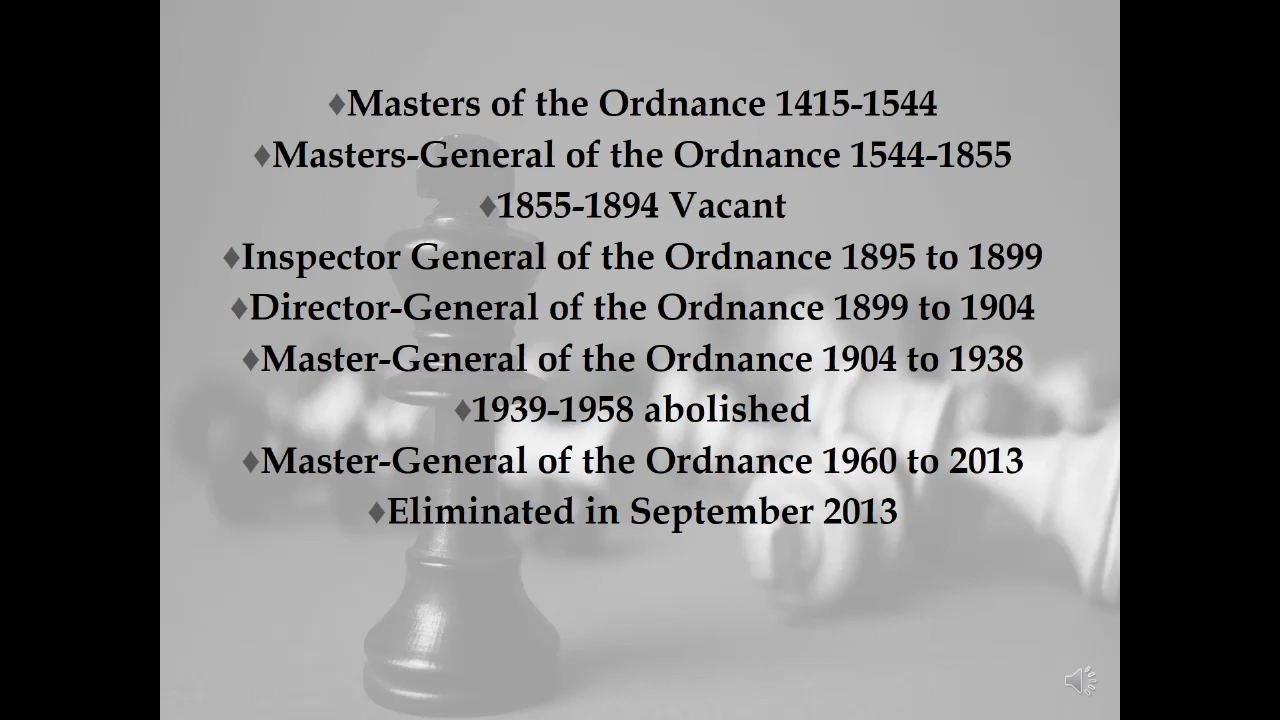 ♦Masters of the Ordnance 1415-1544
♦Masters-General of the Ordnance 1544-1855
♦1855-1894 Vacant
♦Inspector General of the Ordnance 1895 to 1899
♦Director-General of the Ordnance 1899 to 1904
♦Master-General of the Ordnance 1904 to 1938
♦1939-1958 abolished
♦Master-General of the Ordnance 1960 to 2013
♦Eliminated in September 2013